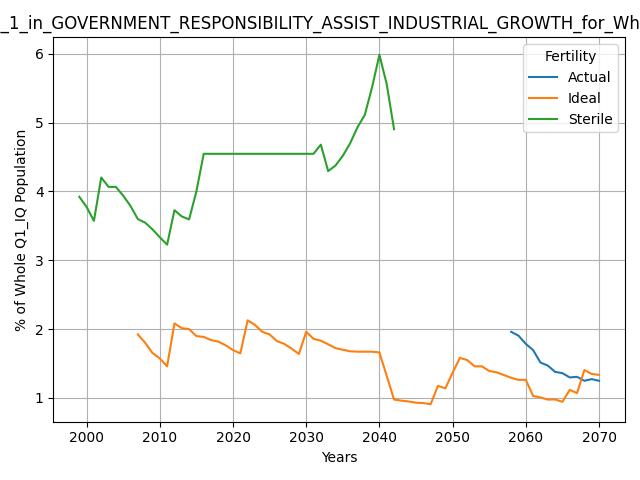 _1_in_GOVERNMENT_RESPONSIBILITY_ASSIST_INDUSTRIAL_GROWTH_for_Wh
Fertility
Actual
Ideal
Sterile
% of Whole Q1_IQ Population
6
5
4
3
2
1
2000 2010 2020 2030 2040 2050 2060 2070
Years